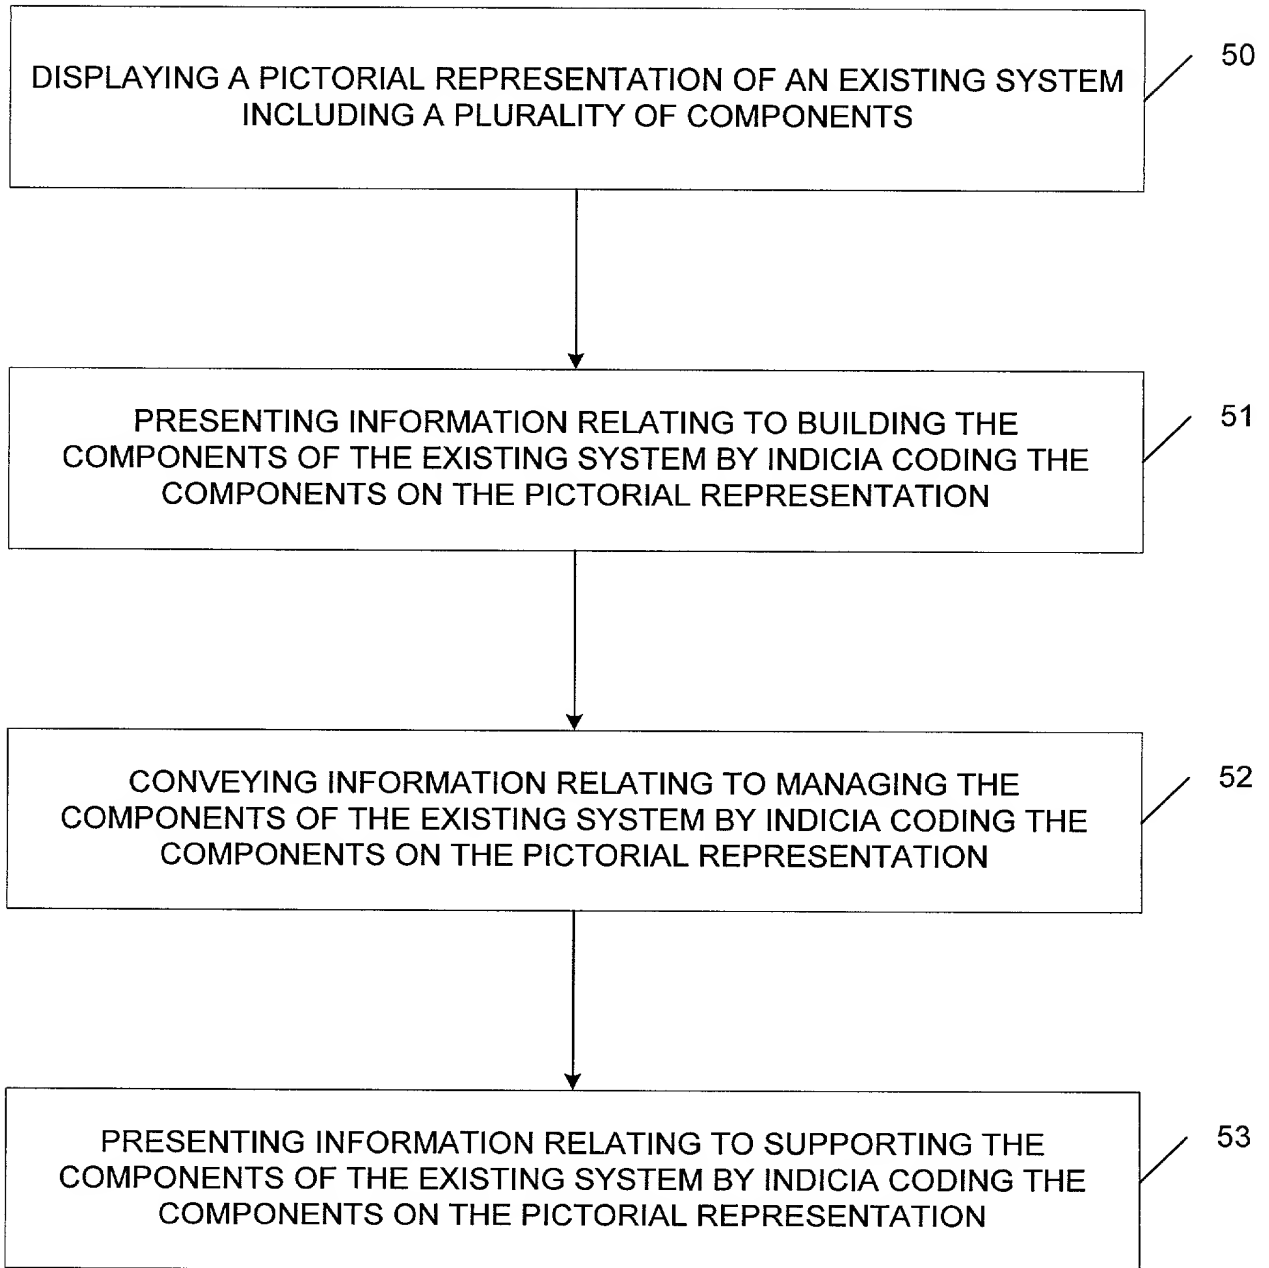 DISPLAYING A PICTORIAL REPRESENTATION OF AN EXISTING SYSTEM
INCLUDING A PLURALITY OF COMPONENTS
50
PRESENTING INFORMATION RELATING TO BUILDING THE
COMPONENTS OF THE EXISTING SYSTEM BY INDICIA CODING THE
COMPONENTS ON THE PICTORIAL REPRESENTATION
51
CONVEYING INFORMATION RELATING TO MANAGING THE
COMPONENTS OF THE EXISTING SYSTEM BY INDICIA CODING THE
COMPONENTS ON THE PICTORIAL REPRESENTATION
52
PRESENTING INFORMATION RELATING TO SUPPORTING THE
COMPONENTS OF THE EXISTING SYSTEM BY INDICIA CODING THE
COMPONENTS ON THE PICTORIAL REPRESENTATION
53